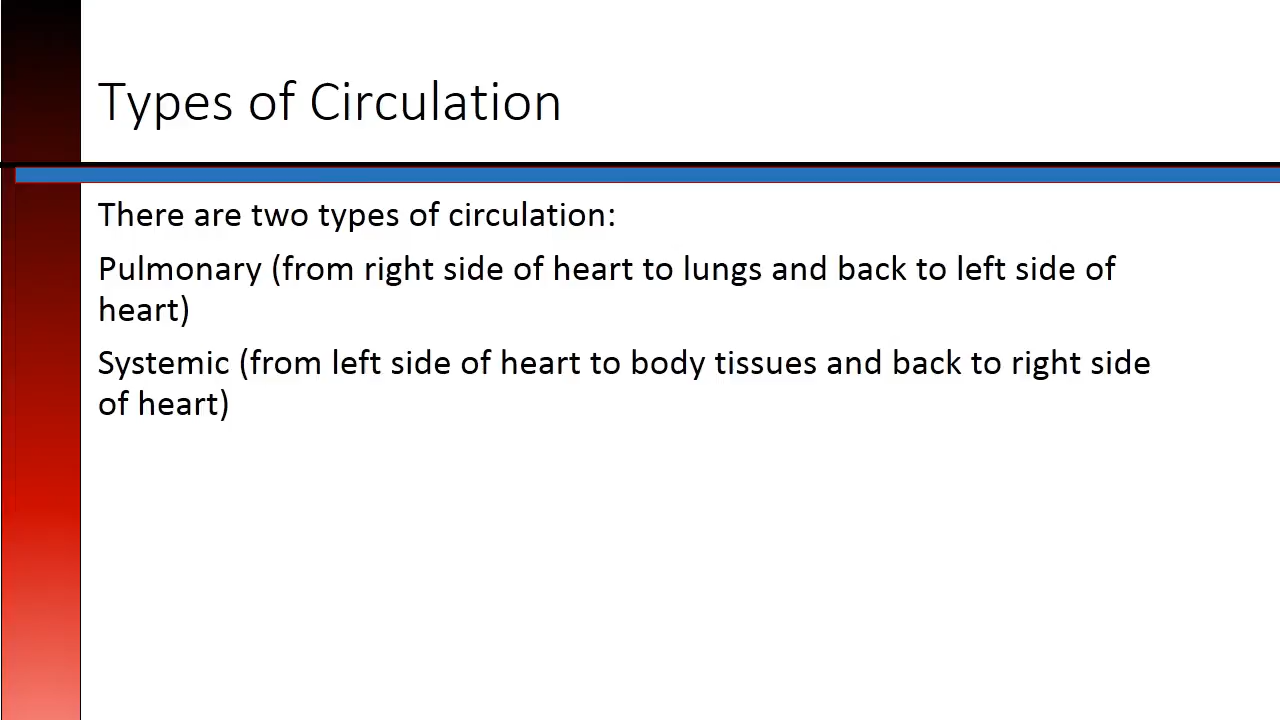 Types of Circulation
There are two types of circulation:
Pulmonary (from right side of heart to lungs and back to left side of
heart)
Systemic (from left side of heart to body tissues and back to right side
of heart)